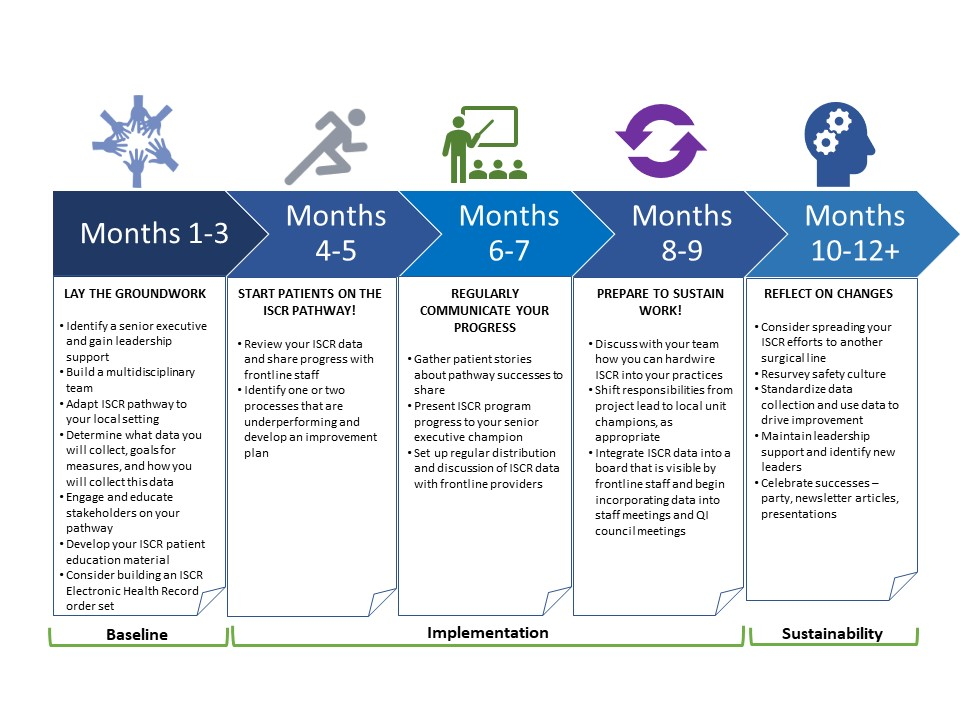 Months 1-3
Months
4-5
Months
6-7
Months
8-9
Months
10-12+
LAY THE GROUNDWORK
• Identify a senior executive
and gain leadership
support
• Build a multidisciplinary
team
• Adapt ISCR pathway to
your local setting
• Determine what data you
will collect, goals for
measures, and how you
will collect this data
• Engage and educate
stakeholders on your
pathway
• Develop your ISCR patient
education material
• Consider building an ISCR
Electronic Health Record
order set
START PATIENTS ON THE
ISCR PATHWAY!
• Review your ISCR data
and share progress with
frontline staff
• Identify one or two
processes that are
underperforming and
develop an improvement
plan
REGULARLY
COMMUNICATE YOUR
PROGRESS
• Gather patient stories
about pathway successes to
share
• Present ISCR program
progress to your senior
executive champion
• Set up regular distribution
and discussion of ISCR data
with frontline providers
PREPARE TO SUSTAIN
WORK!
• Discuss with your team
how you can hardwire
ISCR into your practices
• Shift responsibilities from
project lead to local unit
champions, as
appropriate
• Integrate ISCR data into a
board that is visible by
frontline staff and begin
incorporating data into
staff meetings and QI
council meetings
REFLECT ON CHANGES
• Consider spreading your
ISCR efforts to another
surgical line
• Resurvey safety culture
• Standardize data
collection and use data to
drive improvement
• Maintain leadership
support and identify new
leaders
• Celebrate successes –
party, newsletter articles,
presentations
Baseline
Implementation
Sustainability